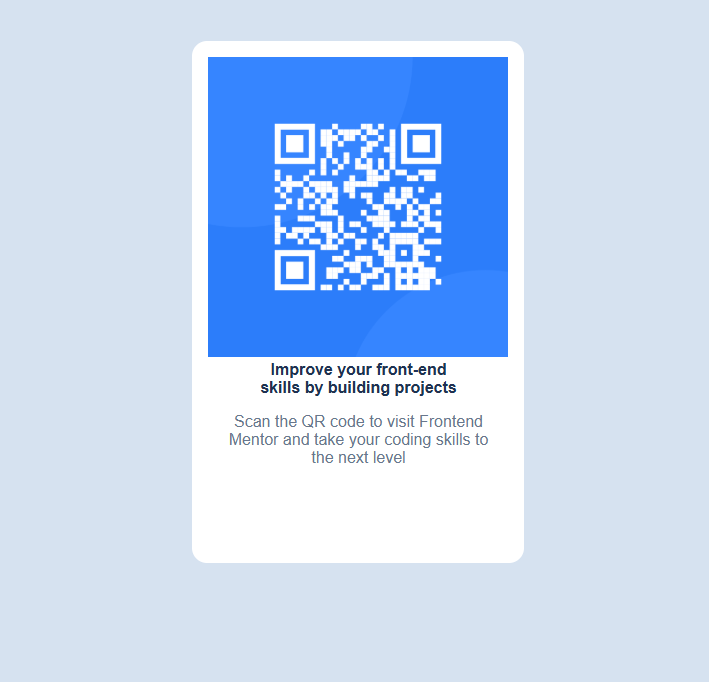 Improve your front-end
skills by building projects
Scan the QR code to visit Frontend
Mentor and take your coding skills to
the next level